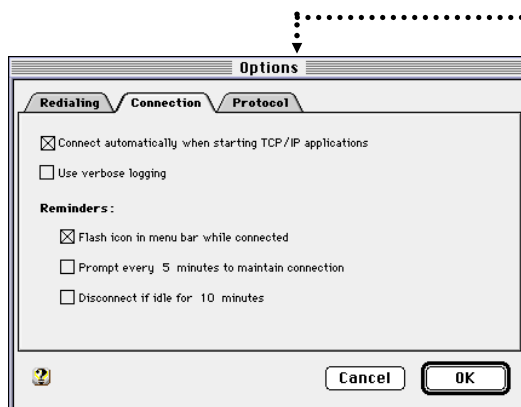 Options
Redialing Connection Protocol
Connect automatically when starting TCP/IP applications
Use verbose logging
Reminders:
Flash icon in menu bar while connected
Prompt every 5 minutes to maintain connection
Disconnect if idle for 10 minutes
? Cancel OK